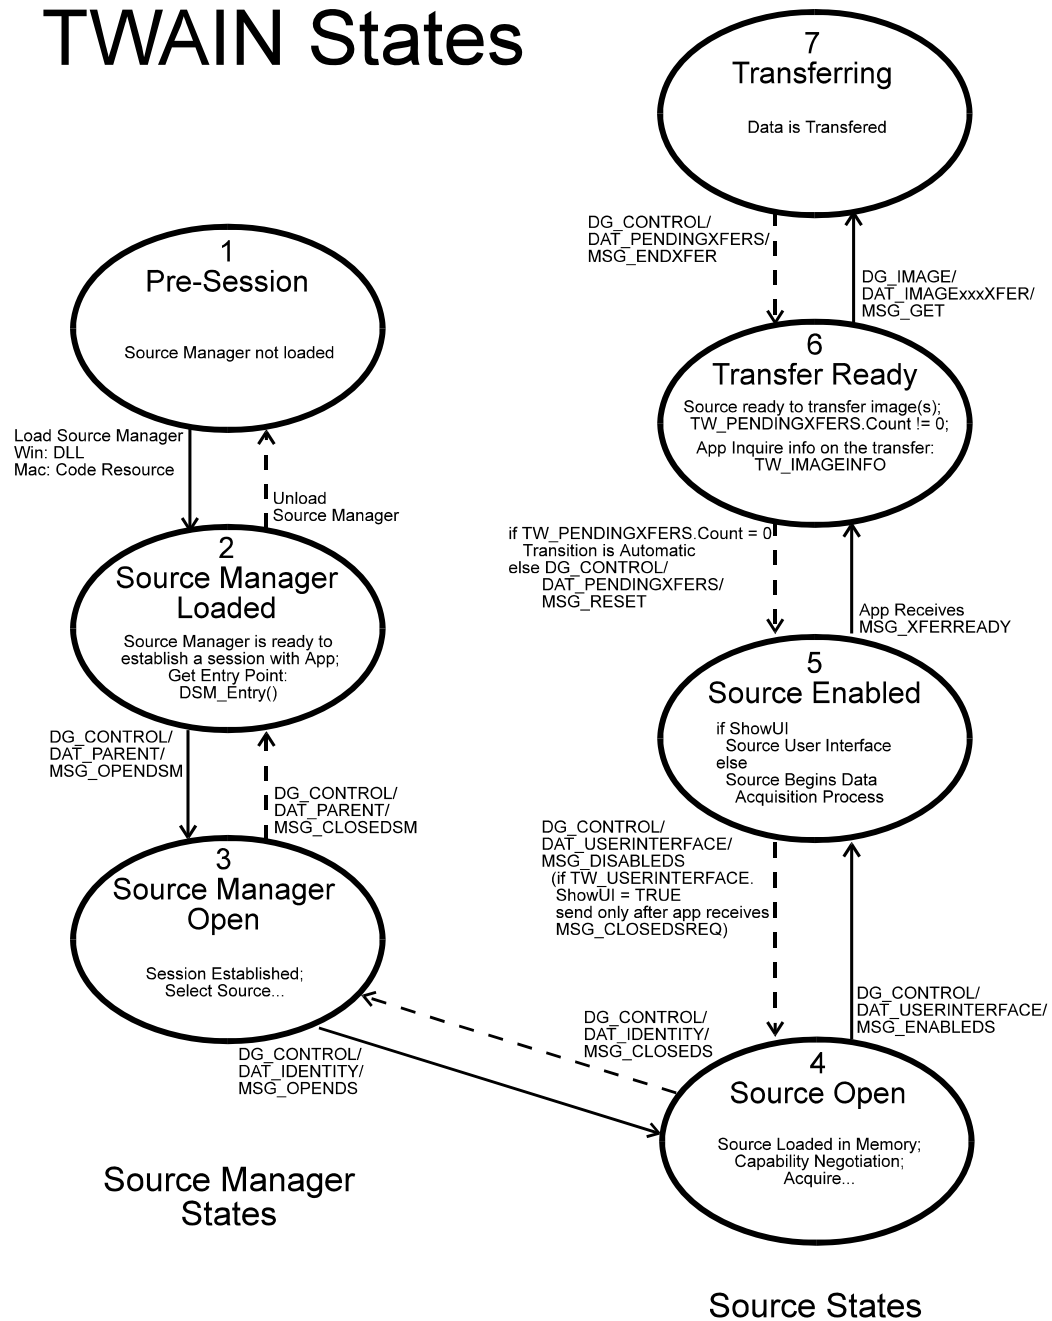 TWAIN States
1
Pre-Session
Source Manager not loaded
Load Source Manager
Win: DLL
Mac: Code Resource
Unload
Source Manager
2
Source Manager
Loaded
Source Manager is ready to
establish a session with App;
Get Entry Point:
DSM_Entry()
DG_CONTROL/
DAT_PARENT/
MSG_OPENDSM
DG_CONTROL/
DAT_PARENT/
MSG_CLOSEDSM
3
Source Manager
Open
Session Established;
Select Source...
DG_CONTROL/
DAT_IDENTITY/
MSG_OPENDS
Source Manager
States
7
Transferring
Data is Transfered
DG_CONTROL/
DAT_PENDINGXFERS/
MSG_ENDXFER
DG_IMAGE/
DAT_IMAGExxxXFER/
MSG_GET
6
Transfer Ready
Source ready to transfer image(s);
TW_PENDINGXFERS.Count != 0;
App Inquire info on the transfer:
TW_IMAGEINFO
if TW_PENDINGXFERS.Count = 0
Transition is Automatic
else DG_CONTROL/
DAT_PENDINGXFERS/
MSG_RESET
App Receives
MSG_XFERREADY
5
Source Enabled
if ShowUI
Source User Interface
else
Source Begins Data
Acquisition Process
DG_CONTROL/
DAT_USERINTERFACE/
MSG_DISABLEDS
(if TW_USERINTERFACE.
ShowUI = TRUE
send only after app receives
MSG_CLOSEDSREQ)
DG_CONTROL/
DAT_USERINTERFACE/
MSG_ENABLEDS
DG_CONTROL/
DAT_IDENTITY/
MSG_CLOSEDS
4
Source Open
Source Loaded in Memory;
Capability Negotiation;
Acquire...
Source States